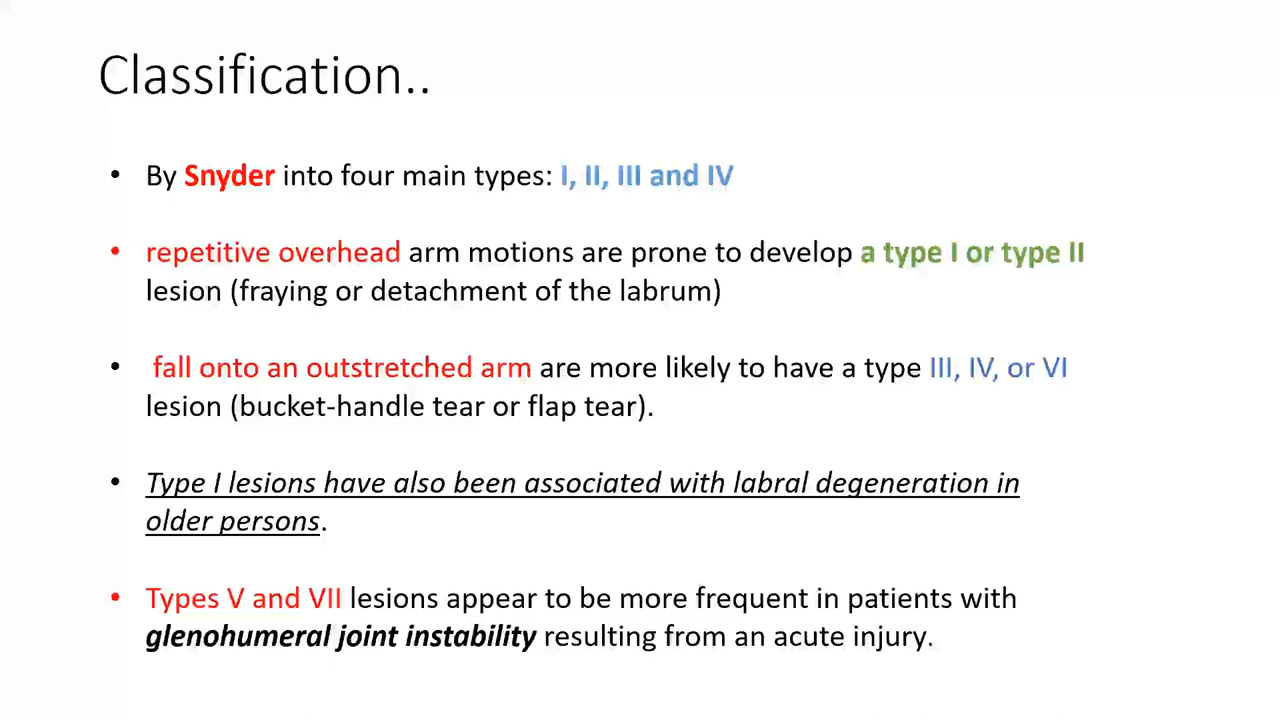 Classification..
• By Snyder into four main types: I, II, III and IV
• repetitive overhead arm motions are prone to develop a type I or type II
lesion (fraying or detachment of the labrum)
• fall onto an outstretched arm are more likely to have a type III, IV, or VI
lesion (bucket-handle tear or flap tear).
• Type I lesions have also been associated with labral degeneration in
older persons.
• Types V and VII lesions appear to be more frequent in patients with
glenohumeral joint instability resulting from an acute injury.